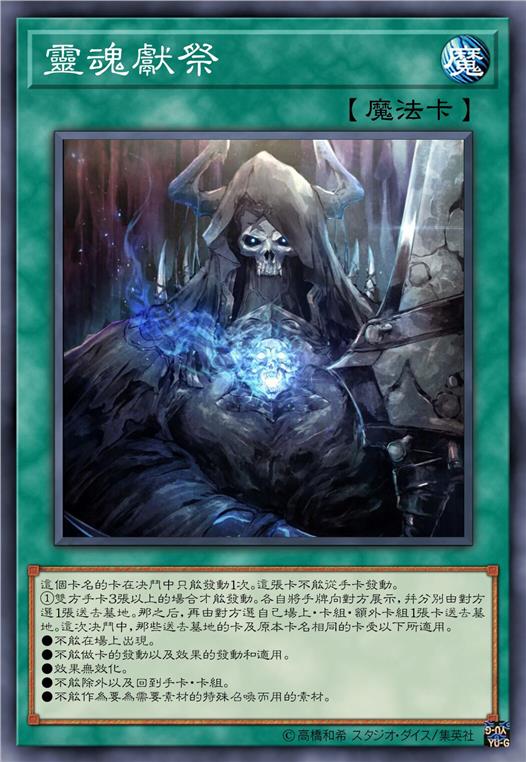 靈魂獻祭
魔
【魔法卡】
這個卡名的卡在決鬥中只能發動1次。這張卡不能從手卡發動。
①雙方手卡3張以上的場合才能發動。各自將手牌向對方展示,并分別由對方
選1張送去墓地。那之后,再由對方選自己場上・卡組・額外卡組1張卡送去墓
地。這次決鬥中,那些送去墓地的卡及原本卡名相同的卡受以下所適用。
●不能在場上出現。
●不能做卡的發動以及效果的發動和適用。
●效果無效化。
●不能除外以及回到手卡・卡組。
●不能作為要為需要素材的特殊召喚而用的素材。
©高橋和希 スタジオ・ダイス/集英社
YU-G
YU-G